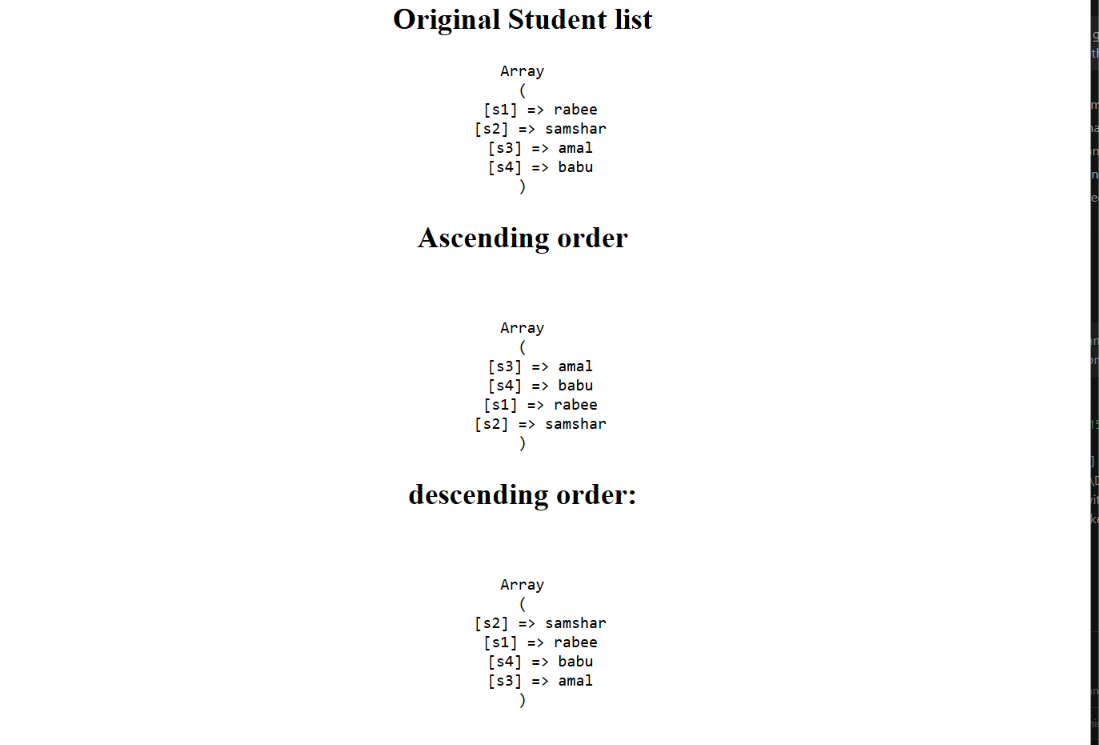 Original Student list
Array
(
[s1] => rabee
[s2] => samshar
[s3] => amal
[s4] => babu
)
Ascending order
Array
(
[s3] => amal
[s4] => babu
[s1] => rabee
[s2] => samshar
)
descending order:
Array
(
[s2] => samshar
[s1] => rabee
[s4] => babu
[s3] => amal
)